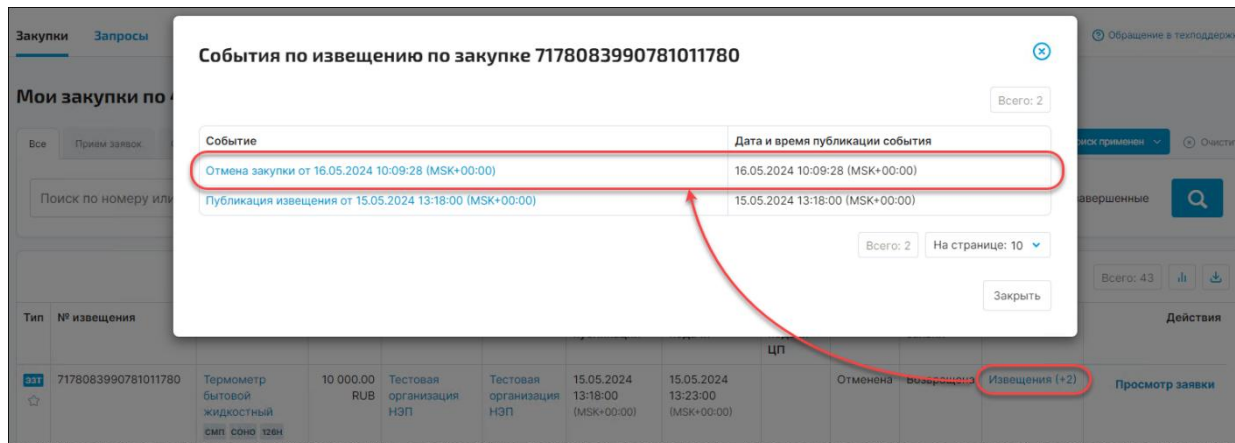 Закупки Запросы
Обращение в техподдерж
События по извещению по закупке 7178083990781011780
Всего: 2
Мои закупки по
Все Прием заявок
Событие Дата и время публикации события
иск применен Очисти
Отмена закупки от 16.05.2024 10:09:28 (MSK+00:00) 16.05.2024 10:09:28 (MSK+00:00)
Поиск по номеру или
Публикация извещения от 15.05.2024 13:18:00 (MSK+00:00) 15.05.2024 13:18:00 (MSK+00:00)
авершенные
Всего: 2 На странице: 10
Всего: 43
Закрыть
Тип № извещения Действия
ЦП
ЭЗТ 7178083990781011780 Термометр 10 000.00 Тестовая Тестовая 15.05.2024 15.05.2024 Отменена Возвращена Извещения (+2) Просмотр заявки
бытовой RUB организация организация 13:18:00 13:23:00
жидкостный НЭП НЭП (MSK+00:00) (MSK+00:00)
СМП СОНО 126Н